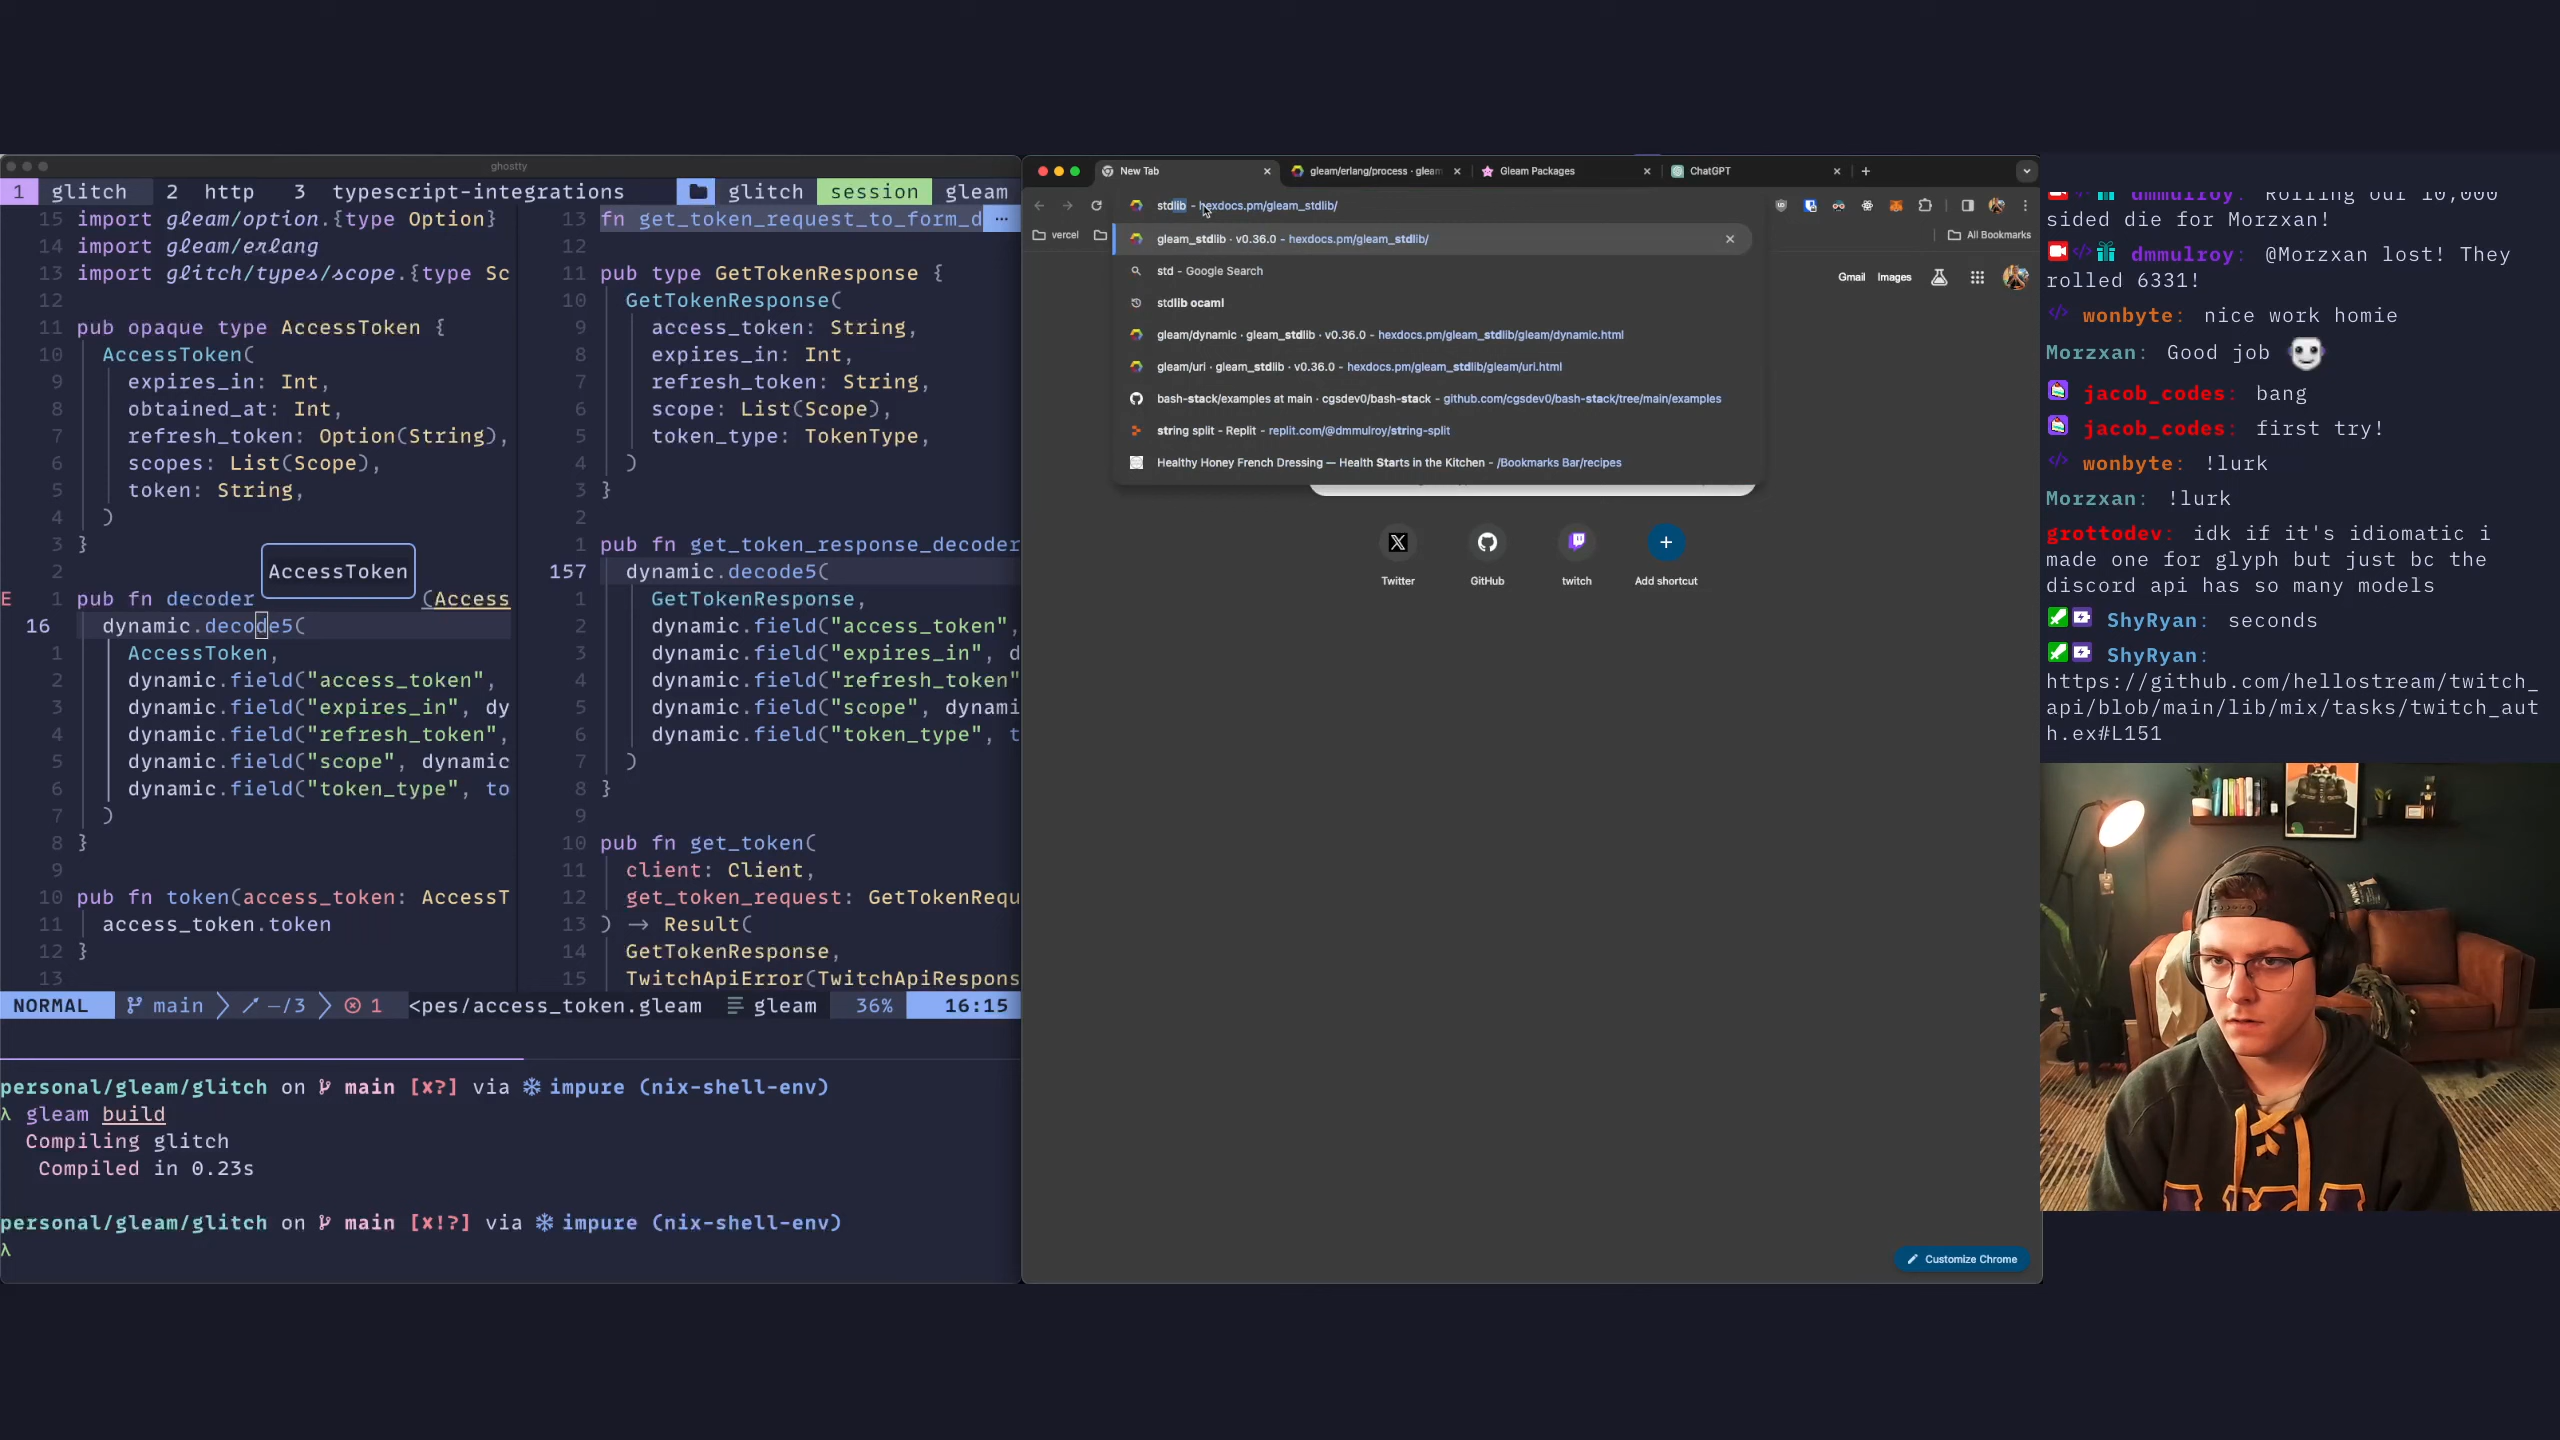 ghostty
1 glitch 2 http 3 typescript-integrations glitch session gleam
15 import gleam/option.{type Option}
14 import gleam/erlang
13 import glitch/types/scope.{type Sc
12
11 pub opaque type AccessToken {
10 AccessToken(
9 expires_in: Int,
8 obtained_at: Int,
7 refresh_token: Option(String),
6 scopes: List(Scope),
5 token: String,
4 )
3 }
2
AccessToken
E 1 pub fn decoder (Access
16 dynamic.decode5(
1 AccessToken,
2 dynamic.field("access_token",
3 dynamic.field("expires_in", dy
4 dynamic.field("refresh_token",
5 dynamic.field("scope", dynamic
6 dynamic.field("token_type", to
7 )
8 }
9
10 pub fn token(access_token: AccessT
11 access_token.token
12 }
13
13 fn get_token_request_to_form_d ...
12
11 pub type GetTokenResponse {
10 GetTokenResponse(
9 access_token: String,
8 expires_in: Int,
7 refresh_token: String,
6 scope: List(Scope),
5 token_type: TokenType,
4 )
3 }
2
1 pub fn get_token_response_decoder
157 dynamic.decode5(
1 GetTokenResponse,
2 dynamic.field("access_token",
3 dynamic.field("expires_in", d
4 dynamic.field("refresh_token"
5 dynamic.field("scope", dynami
6 dynamic.field("token_type", t
7 )
8 }
9
10 pub fn get_token(
11 client: Client,
12 get_token_request: GetTokenRequ
13 ) → Result(
14 GetTokenResponse,
15 TwitchApiError(TwitchApiRespons
NORMAL main —/3 1 <pes/access_token.gleam gleam 36% 16:15
personal/gleam/glitch on main [✘?] via ❄ impure (nix-shell-env)
λ gleam build
Compiling glitch
Compiled in 0.23s
personal/gleam/glitch on main [✘!?] via ❄ impure (nix-shell-env)
λ
New Tab
gleam/erlang/process · gleam
Gleam Packages
ChatGPT
stdlib - hexdocs.pm/gleam_stdlib/
vercel
All Bookmarks
gleam_stdlib · v0.36.0 - hexdocs.pm/gleam_stdlib/
std - Google Search
stdlib ocaml
gleam/dynamic · gleam_stdlib · v0.36.0 - hexdocs.pm/gleam_stdlib/gleam/dynamic.html
gleam/uri · gleam_stdlib · v0.36.0 - hexdocs.pm/gleam_stdlib/gleam/uri.html
bash-stack/examples at main · cgsdev0/bash-stack - github.com/cgsdev0/bash-stack/tree/main/examples
string split - Replit - replit.com/@dmmulroy/string-split
Healthy Honey French Dressing — Health Starts in the Kitchen - /Bookmarks Bar/recipes
Gmail Images
Twitter GitHub twitch Add shortcut
Customize Chrome
dmmulroy: Rolling our 10,000
sided die for Morzxan!
dmmulroy: @Morzxan lost! They
rolled 6331!
wonbyte: nice work homie
Morzxan: Good job
jacob_codes: bang
jacob_codes: first try!
wonbyte: !lurk
Morzxan: !lurk
grottodev: idk if it's idiomatic i
made one for glyph but just bc the
discord api has so many models
ShyRyan: seconds
ShyRyan:
https://github.com/hellostream/twitch_
api/blob/main/lib/mix/tasks/twitch_aut
h.ex#L151